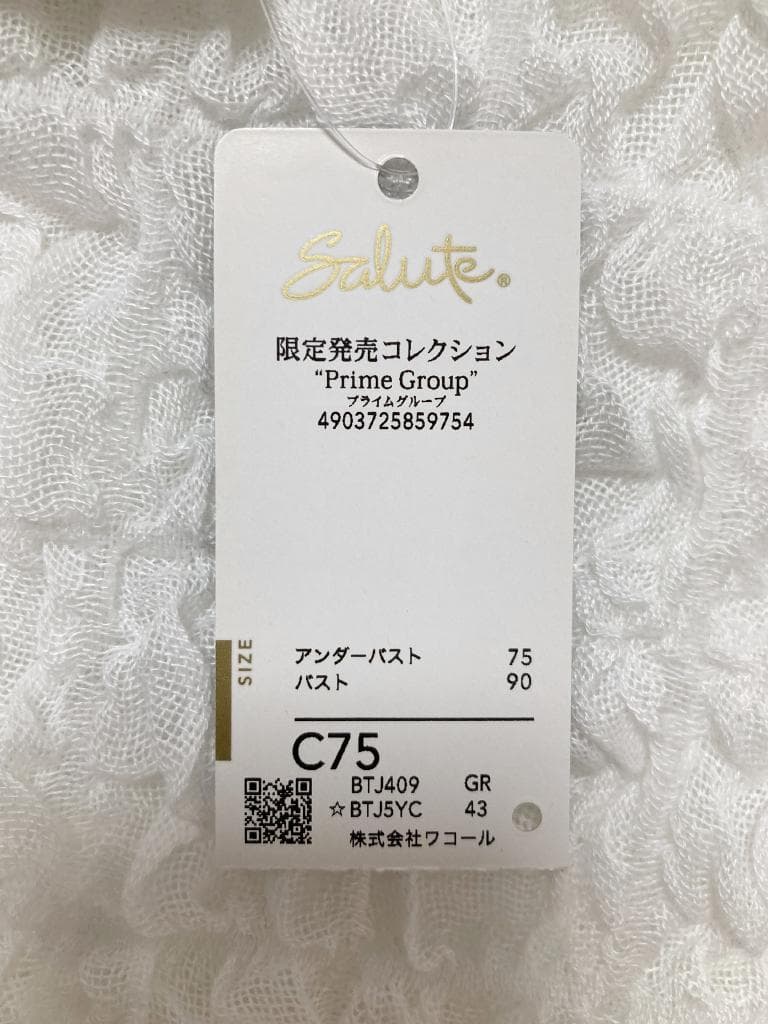 Salute®
限定発売コレクション
“Prime Group”
プライムグループ
4903725859754
SIZE
アンダーバスト 75
バスト 90
C75
BTJ409 GR
☆BTJ5YC 43
株式会社ワコール